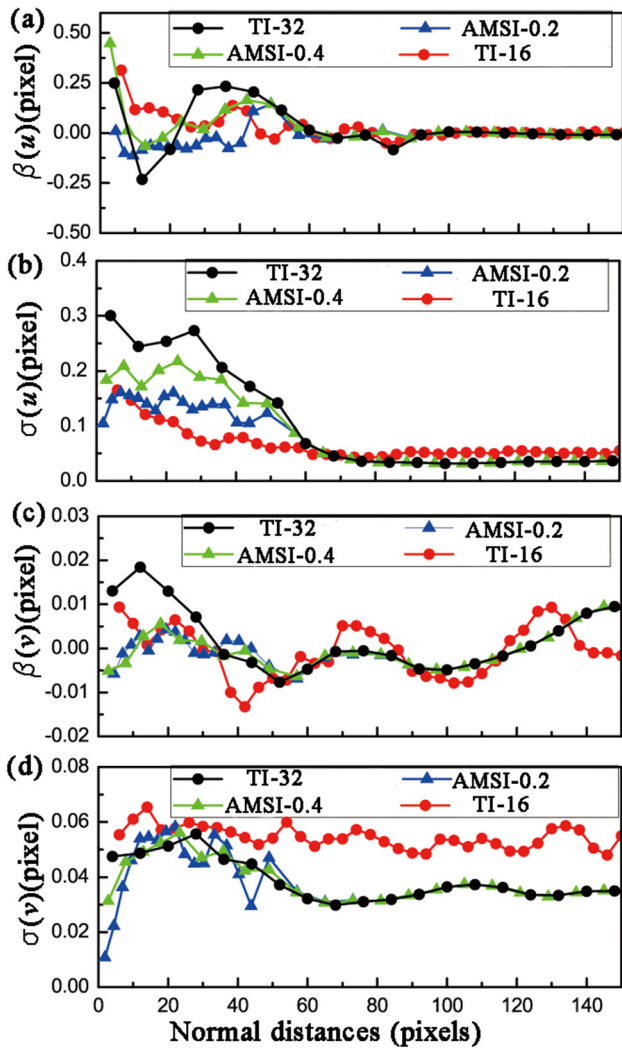 (a)
0.50
TI-32
AMSI-0.2
AMSI-0.4
TI-16
0.25
0.00
-0.25
-0.50
β(u)(pixel)
(b)
0.4
TI-32
AMSI-0.2
AMSI-0.4
TI-16
0.3
0.2
0.1
0.0
σ(u)(pixel)
(c)
0.03
TI-32
AMSI-0.2
AMSI-0.4
TI-16
0.02
0.01
0.00
-0.01
-0.02
β(v)(pixel)
(d)
0.08
TI-32
AMSI-0.2
AMSI-0.4
TI-16
0.06
0.04
0.02
0.00
σ(v)(pixel)
0 20 40 60 80 100 120 140
Normal distances (pixels)